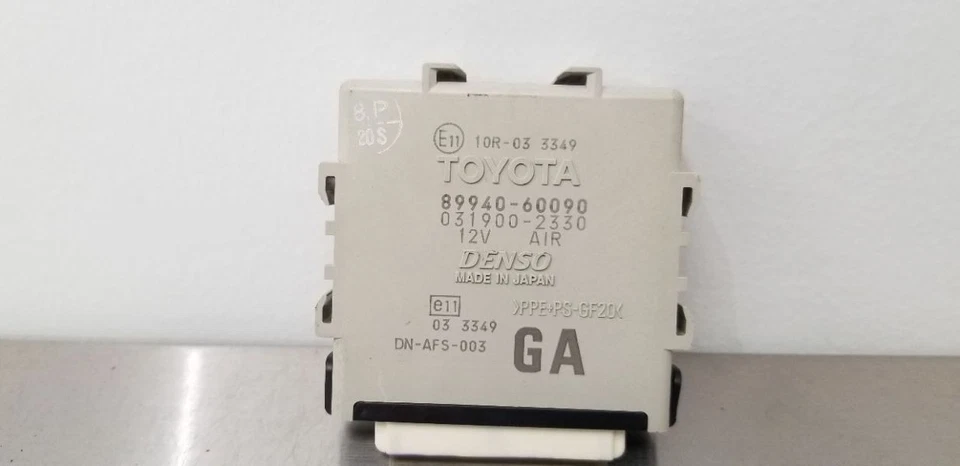 8.P
20S
E11 10R-03 3349
TOYOTA
89940-60090
031900-2330
12V AIR
DENSO
MADE IN JAPAN
e11 >PPE+PS-GF20<
03 3349
DN-AFS-003
GA